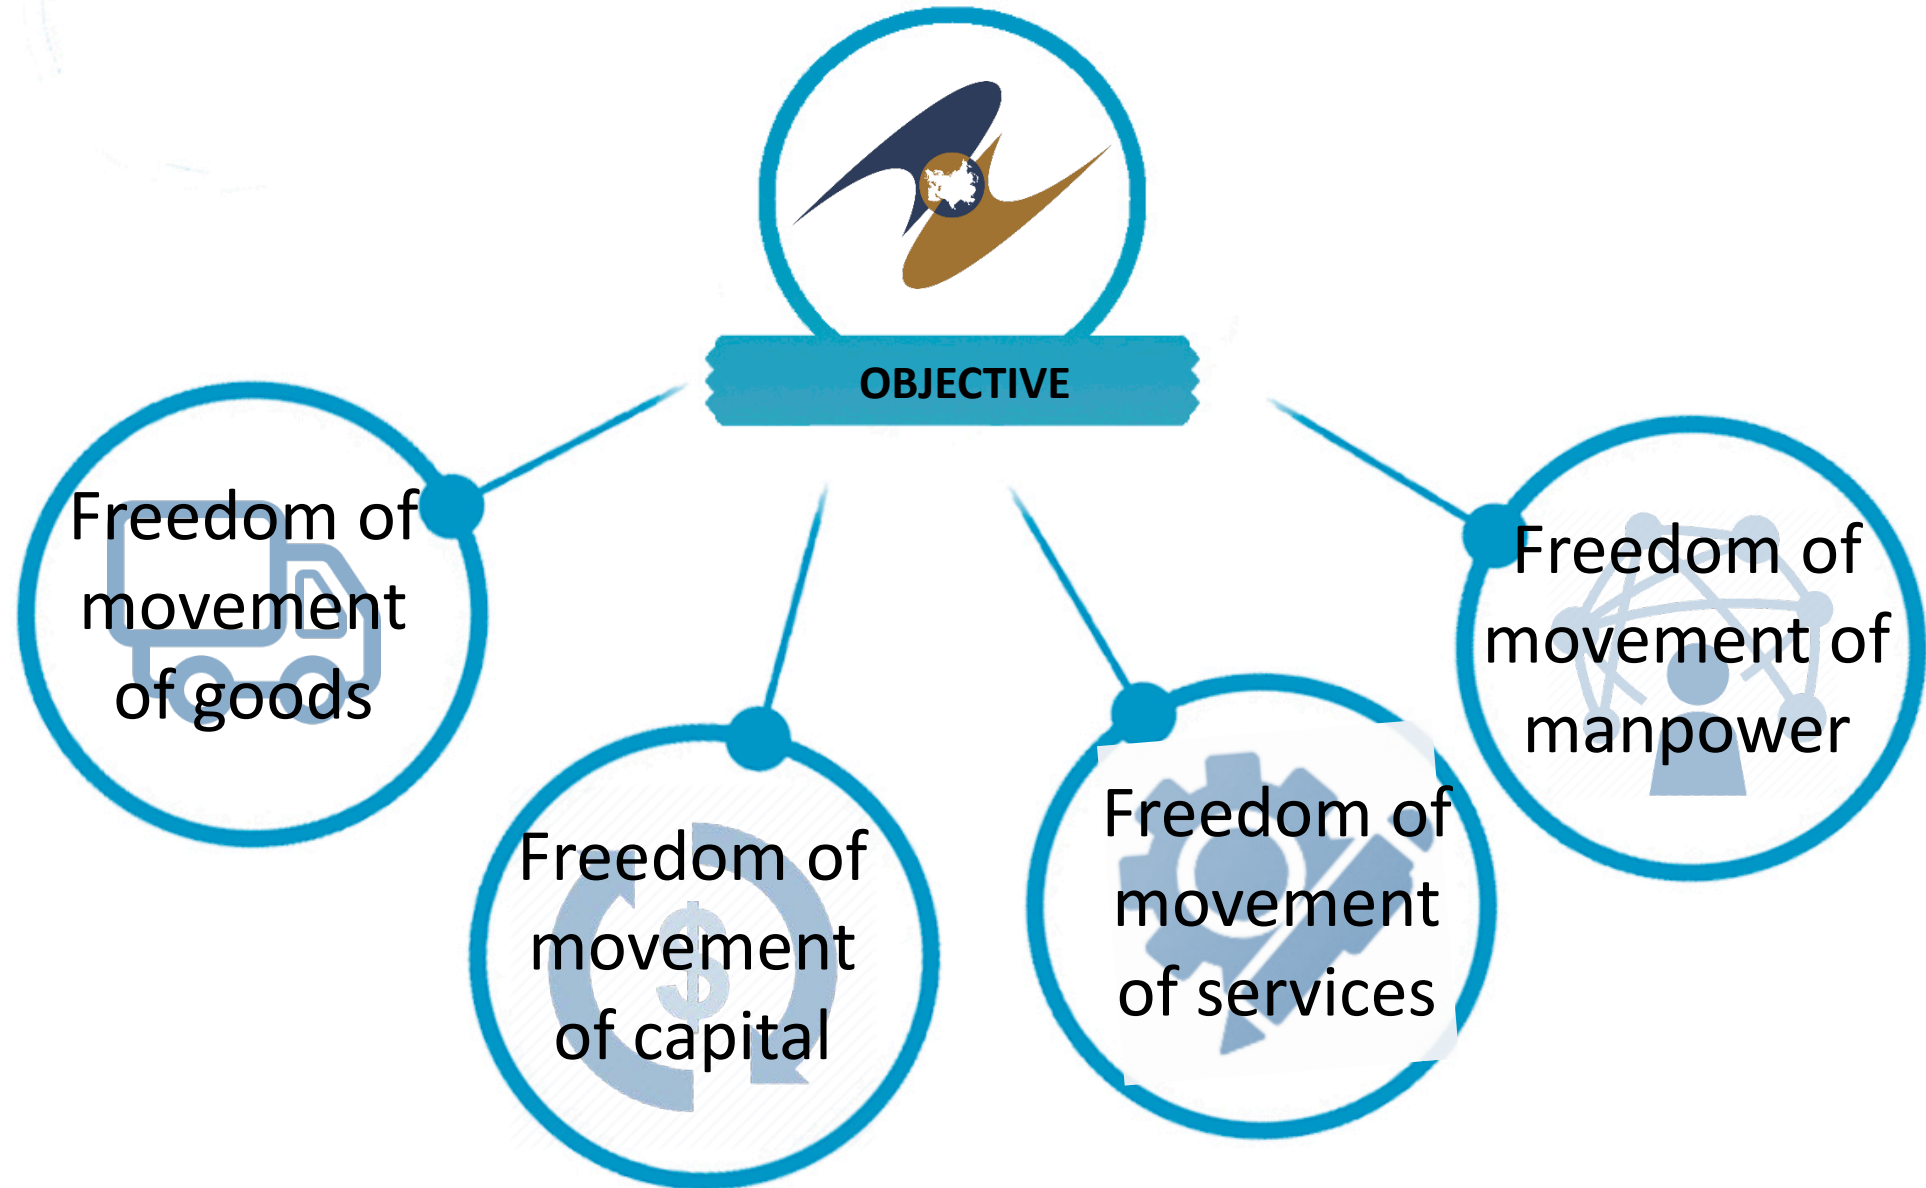 OBJECTIVE
Freedom of
movement
of goods
Freedom of
movement
of capital
Freedom of
movement
of services
Freedom of
movement of
manpower